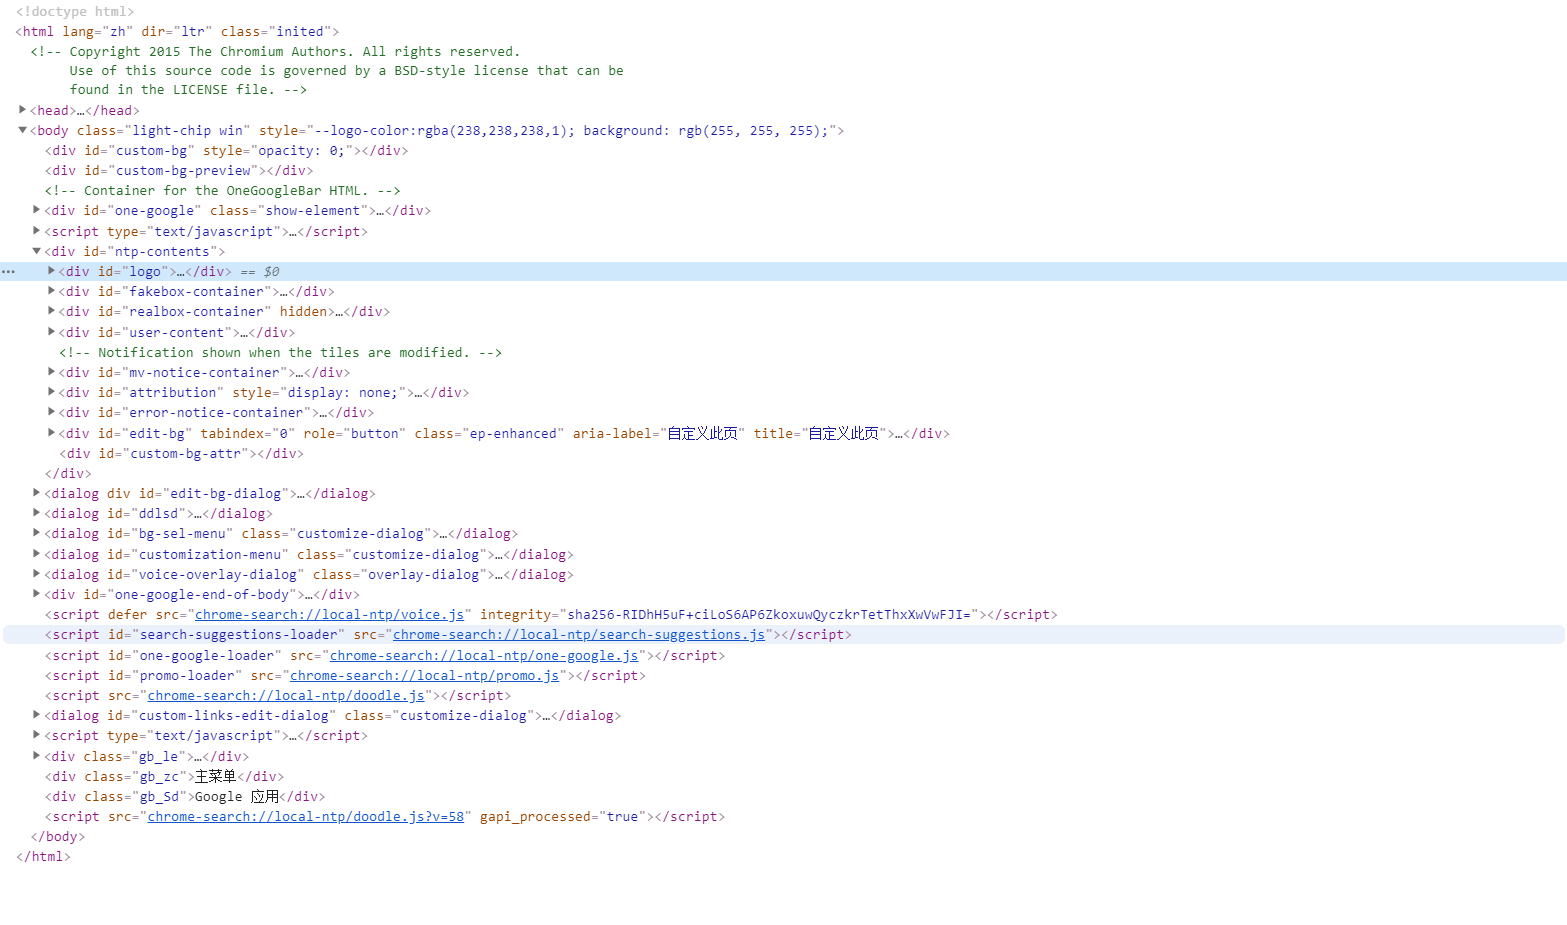 <!doctype html>
<html lang="zh" dir="ltr" class="inited">
<!-- Copyright 2015 The Chromium Authors. All rights reserved.
Use of this source code is governed by a BSD-style license that can be
found in the LICENSE file. -->
<head>…</head>
<body class="light-chip win" style="--logo-color:rgba(238,238,238,1); background: rgb(255, 255, 255);">
<div id="custom-bg" style="opacity: 0;"></div>
<div id="custom-bg-preview"></div>
<!-- Container for the OneGoogleBar HTML. -->
<div id="one-google" class="show-element">…</div>
<script type="text/javascript">…</script>
<div id="ntp-contents">
<div id="logo">…</div> == $0
<div id="fakebox-container">…</div>
<div id="realbox-container" hidden>…</div>
<div id="user-content">…</div>
<!-- Notification shown when the tiles are modified. -->
<div id="mv-notice-container">…</div>
<div id="attribution" style="display: none;">…</div>
<div id="error-notice-container">…</div>
<div id="edit-bg" tabindex="0" role="button" class="ep-enhanced" aria-label="自定义此页" title="自定义此页">…</div>
<div id="custom-bg-attr"></div>
</div>
<dialog div id="edit-bg-dialog">…</dialog>
<dialog id="ddlsd">…</dialog>
<dialog id="bg-sel-menu" class="customize-dialog">…</dialog>
<dialog id="customization-menu" class="customize-dialog">…</dialog>
<dialog id="voice-overlay-dialog" class="overlay-dialog">…</dialog>
<div id="one-google-end-of-body">…</div>
<script defer src="chrome-search://local-ntp/voice.js" integrity="sha256-RIDhH5uF+ciLoS6AP6ZkoxuwQyczkrTetThxXwVwFJI="></script>
<script id="search-suggestions-loader" src="chrome-search://local-ntp/search-suggestions.js"></script>
<script id="one-google-loader" src="chrome-search://local-ntp/one-google.js"></script>
<script id="promo-loader" src="chrome-search://local-ntp/promo.js"></script>
<script src="chrome-search://local-ntp/doodle.js"></script>
<dialog id="custom-links-edit-dialog" class="customize-dialog">…</dialog>
<script type="text/javascript">…</script>
<div class="gb_le">…</div>
<div class="gb_zc">主菜单</div>
<div class="gb_Sd">Google 应用</div>
<script src="chrome-search://local-ntp/doodle.js?v=58" gapi_processed="true"></script>
</body>
</html>